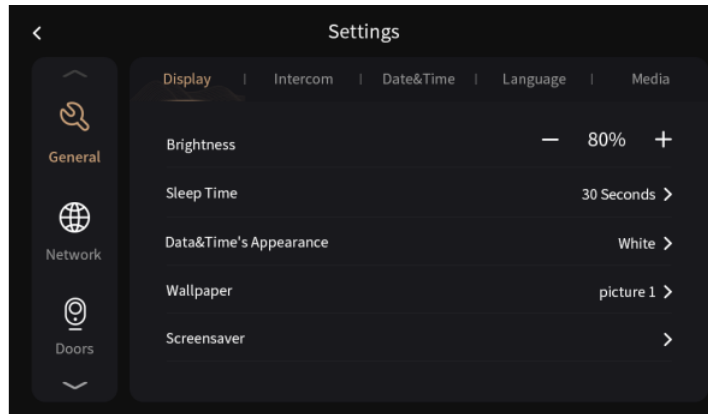 Settings
Display | Intercom | Date&Time | Language | Media
General
Network
Doors
Brightness — 80% +
Sleep Time 30 Seconds >
Data&Time's Appearance White >
Wallpaper picture 1 >
Screensaver >